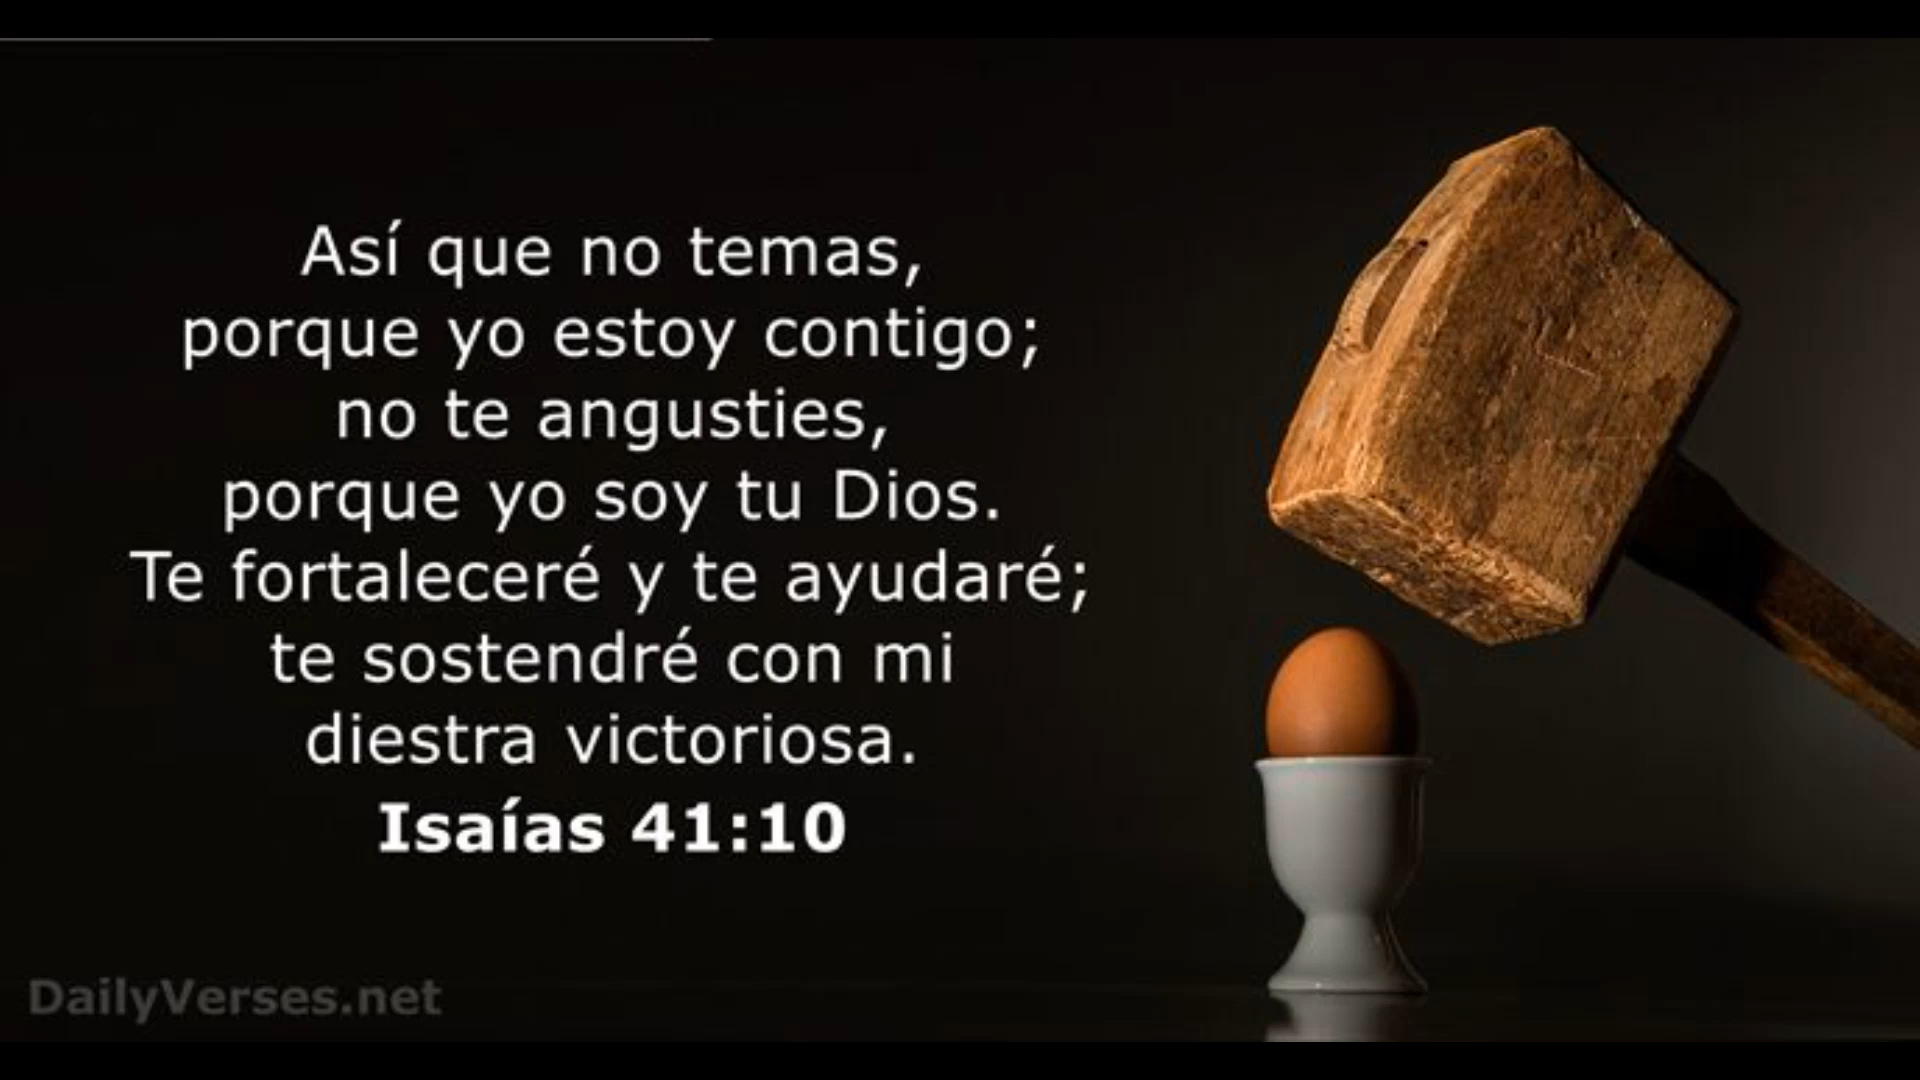 Así que no temas,
porque yo estoy contigo;
no te angusties,
porque yo soy tu Dios.
Te fortaleceré y te ayudaré;
te sostendré con mi
diestra victoriosa.
Isaías 41:10
DailyVerses.net